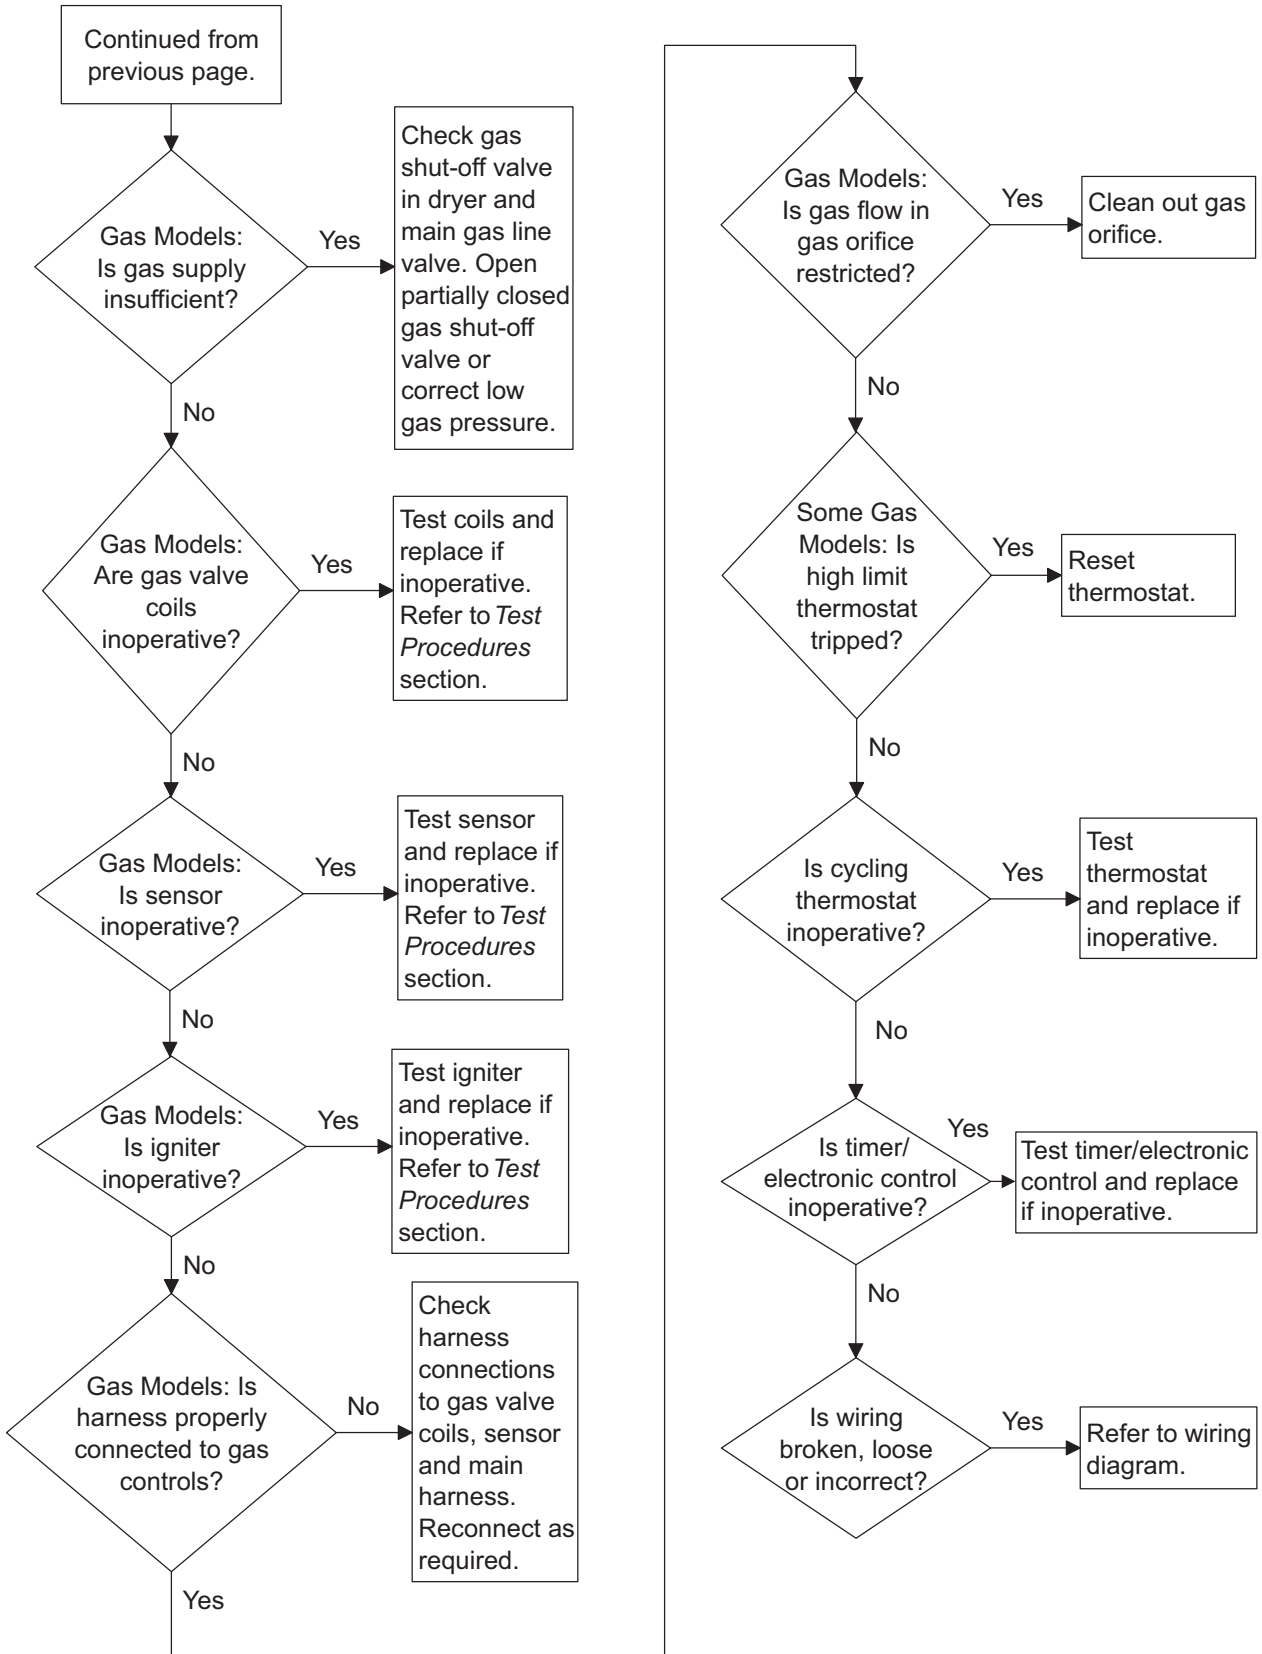 Continued from
previous page.
Gas Models:
Is gas supply
insufficient?
Yes
Check gas
shut-off valve
in dryer and
main gas line
valve. Open
partially closed
gas shut-off
valve or
correct low
gas pressure.
No
Gas Models:
Are gas valve
coils
inoperative?
Yes
Test coils and
replace if
inoperative.
Refer to Test
Procedures
section.
No
Gas Models:
Is sensor
inoperative?
Yes
Test sensor
and replace if
inoperative.
Refer to Test
Procedures
section.
No
Gas Models:
Is igniter
inoperative?
Yes
Test igniter
and replace if
inoperative.
Refer to Test
Procedures
section.
No
Gas Models: Is
harness properly
connected to gas
controls?
No
Check
harness
connections
to gas valve
coils, sensor
and main
harness.
Reconnect as
required.
Yes
Gas Models:
Is gas flow in
gas orifice
restricted?
Yes
Clean out gas
orifice.
No
Some Gas
Models: Is
high limit
thermostat
tripped?
Yes
Reset
thermostat.
No
Is cycling
thermostat
inoperative?
Yes
Test
thermostat
and replace if
inoperative.
No
Is timer/
electronic control
inoperative?
Yes
Test timer/electronic
control and replace
if inoperative.
No
Is wiring
broken, loose
or incorrect?
Yes
Refer to wiring
diagram.